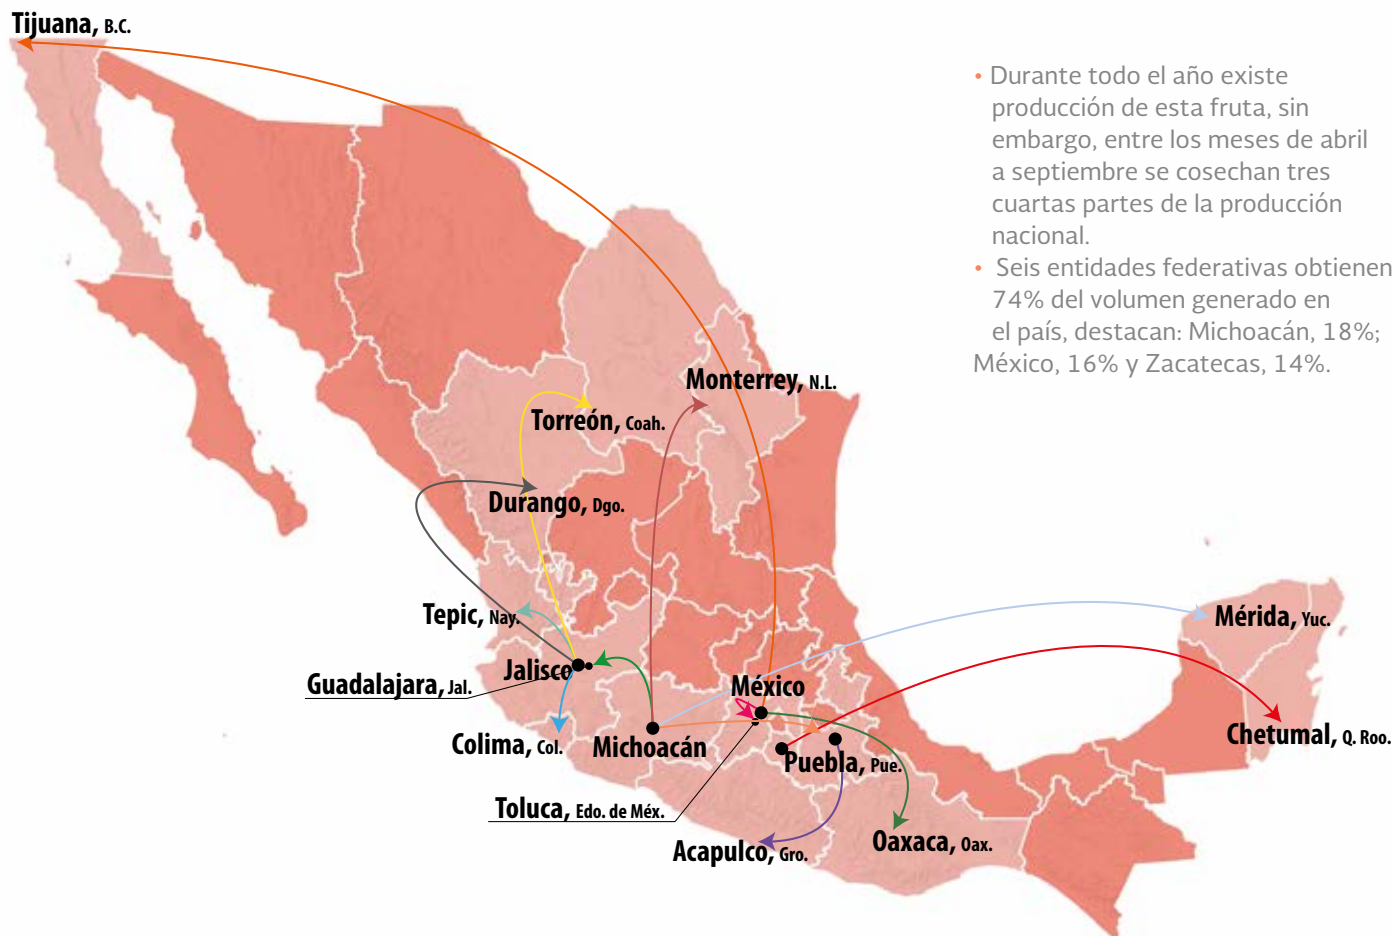 Tijuana, B.C.
• Durante todo el año existe
producción de esta fruta, sin
embargo, entre los meses de abril
a septiembre se cosechan tres
cuartas partes de la producción
nacional.
• Seis entidades federativas obtienen
74% del volumen generado en
el país, destacan: Michoacán, 18%;
México, 16% y Zacatecas, 14%.
Monterrey, N.L.
Torreón, Coah.
Durango, Dgo.
Tepic, Nay.
Mérida, Yuc.
Jalisco
Guadalajara, Jal.
México
Chetumal, Q. Roo.
Colima, Col.
Michoacán
Puebla, Pue.
Toluca, Edo. de Méx.
Oaxaca, Oax.
Acapulco, Gro.